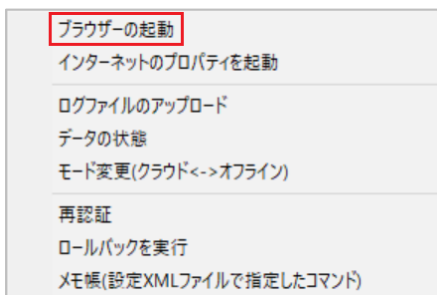 ブラウザーの起動
インターネットのプロパティを起動
ログファイルのアップロード
データの状態
モード変更(クラウド<->オフライン)
再認証
ロールバックを実行
メモ帳(設定XMLファイルで指定したコマンド)